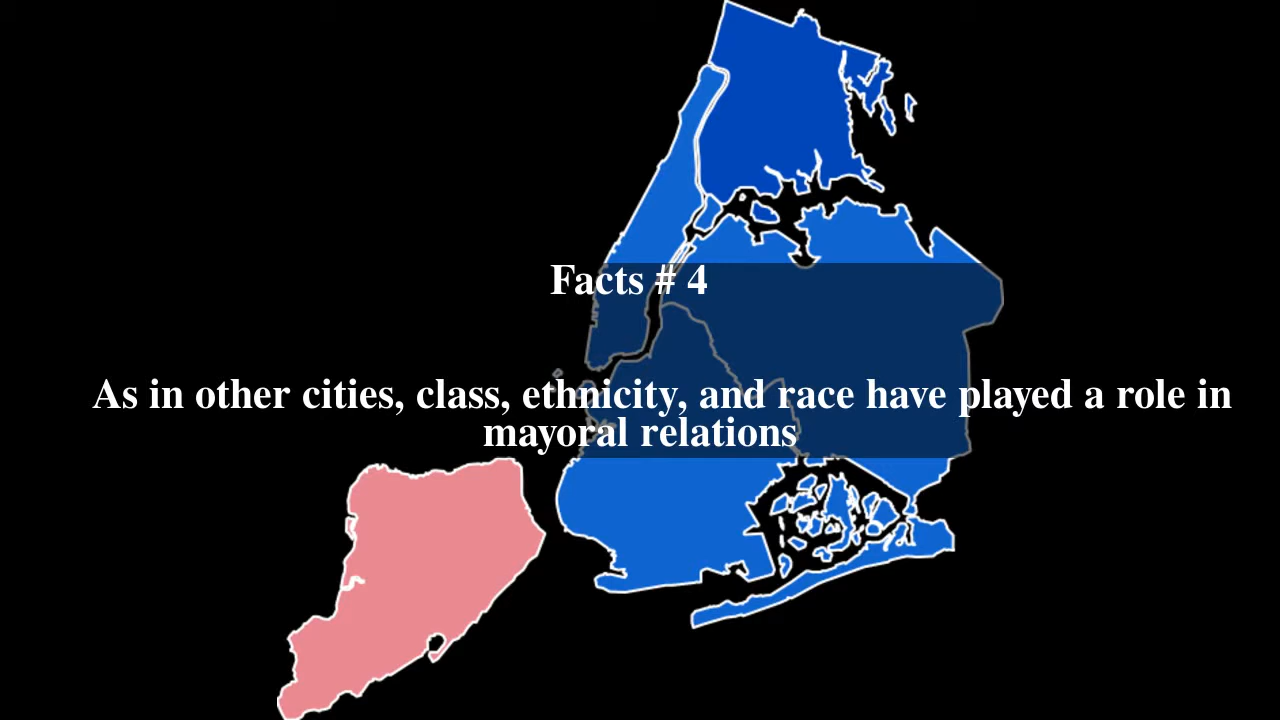 Facts # 4
As in other cities, class, ethnicity, and race have played a role in
mayoral relations